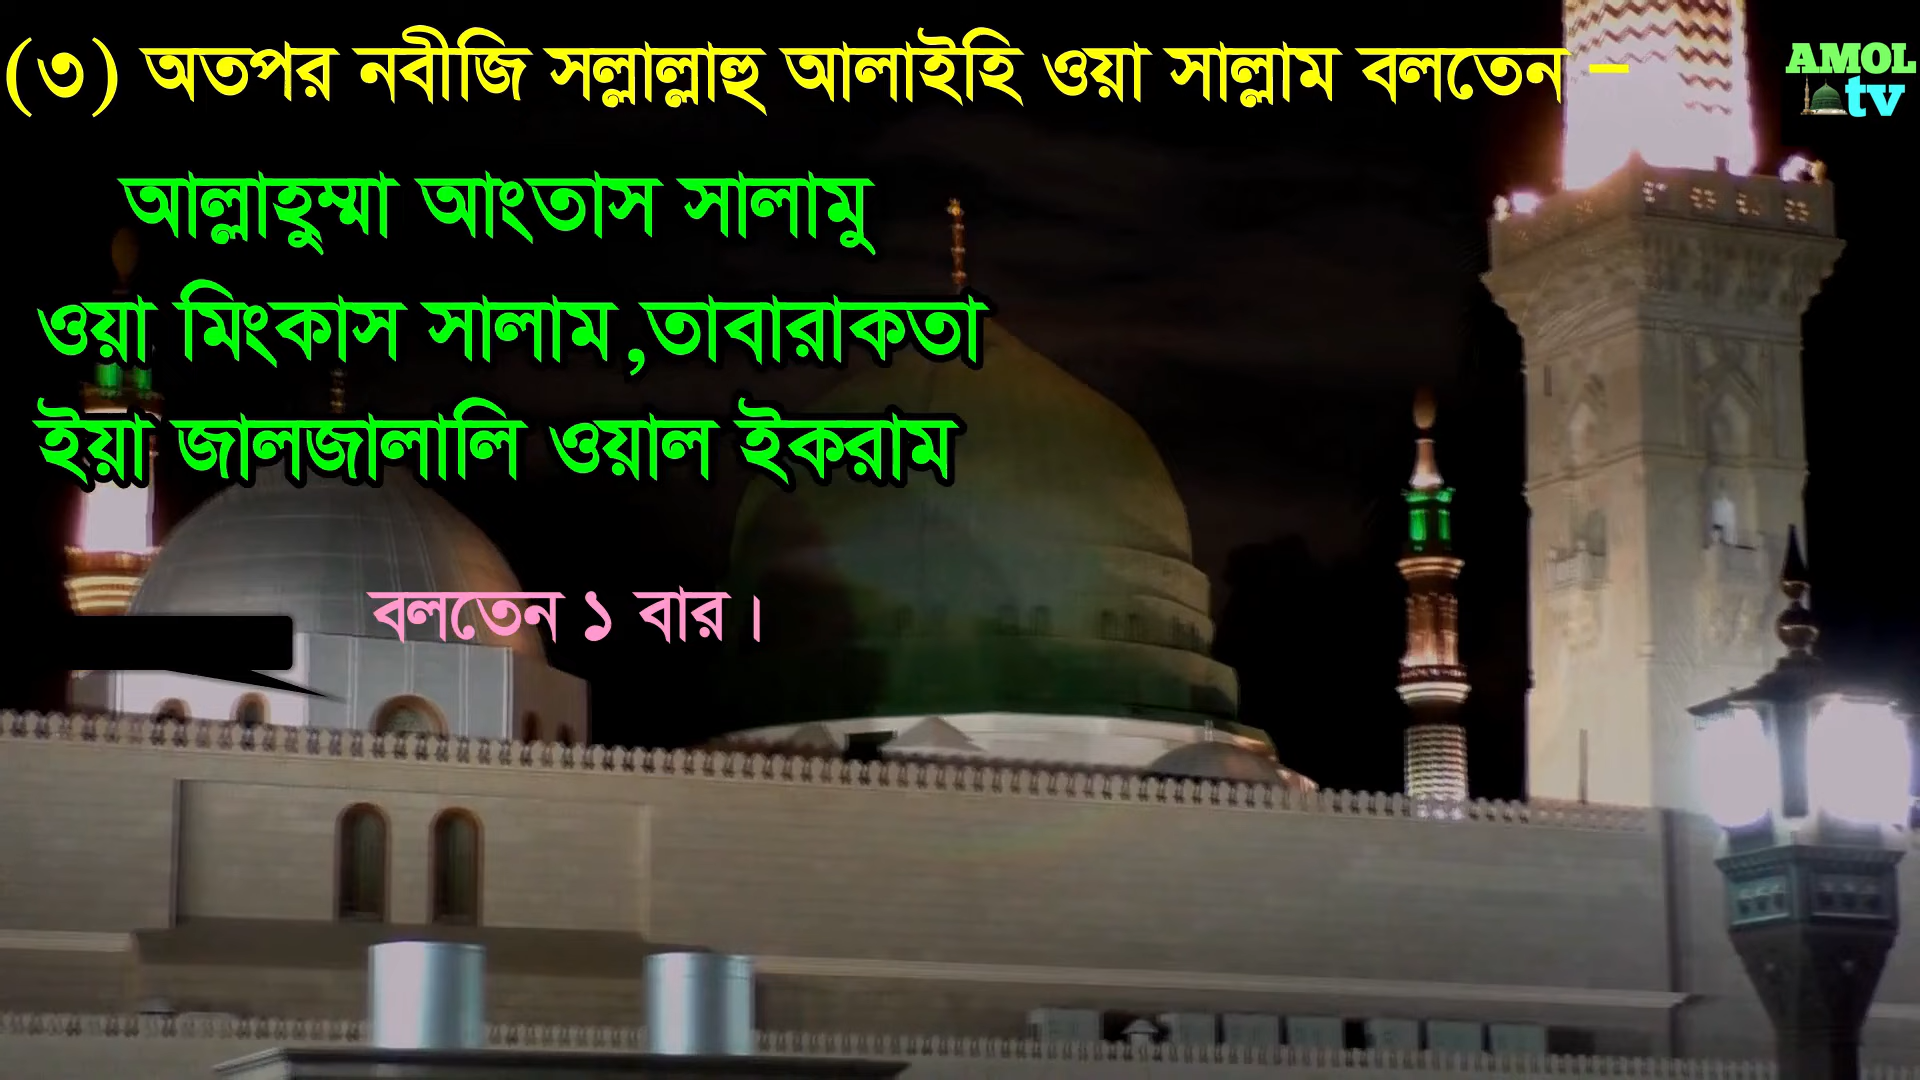 (৩) অতপর নবীজি সল্লাল্লাহু আলাইহি ওয়া সাল্লাম বলতেন –
AMOL
tv
আল্লাহুম্মা আংতাস সালামু
ওয়া মিংকাস সালাম,তাবারাকতা
ইয়া জালজালালি ওয়াল ইকরাম
বলতেন ১ বার।